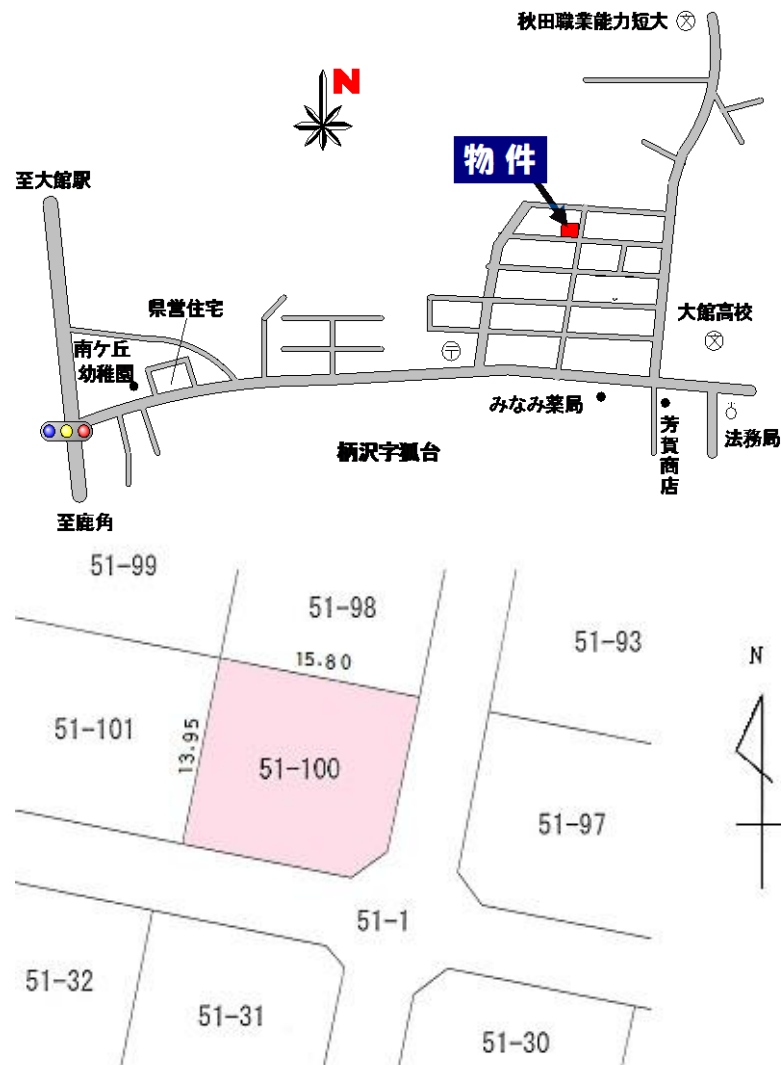 秋田職業能力短大
文
N
物件
至大館駅
県営住宅
大館高校
文
南ケ丘
幼稚園
〒
みなみ薬局
芳賀商店
法務局
柄沢字狐台
至鹿角
51-99
51-98
51-93
15.80
N
51-101
13.95
51-100
51-97
51-1
51-32
51-31
51-30